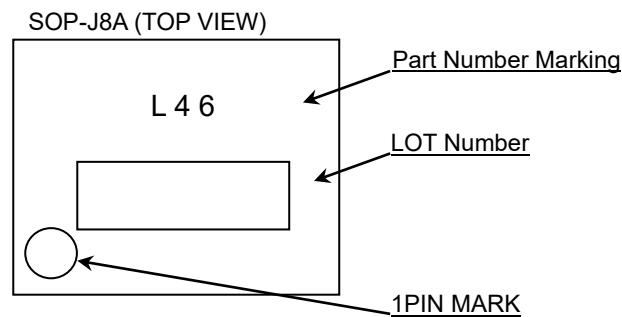 SOP-J8A (TOP VIEW)
Part Number Marking
L 4 6
LOT Number
1PIN MARK